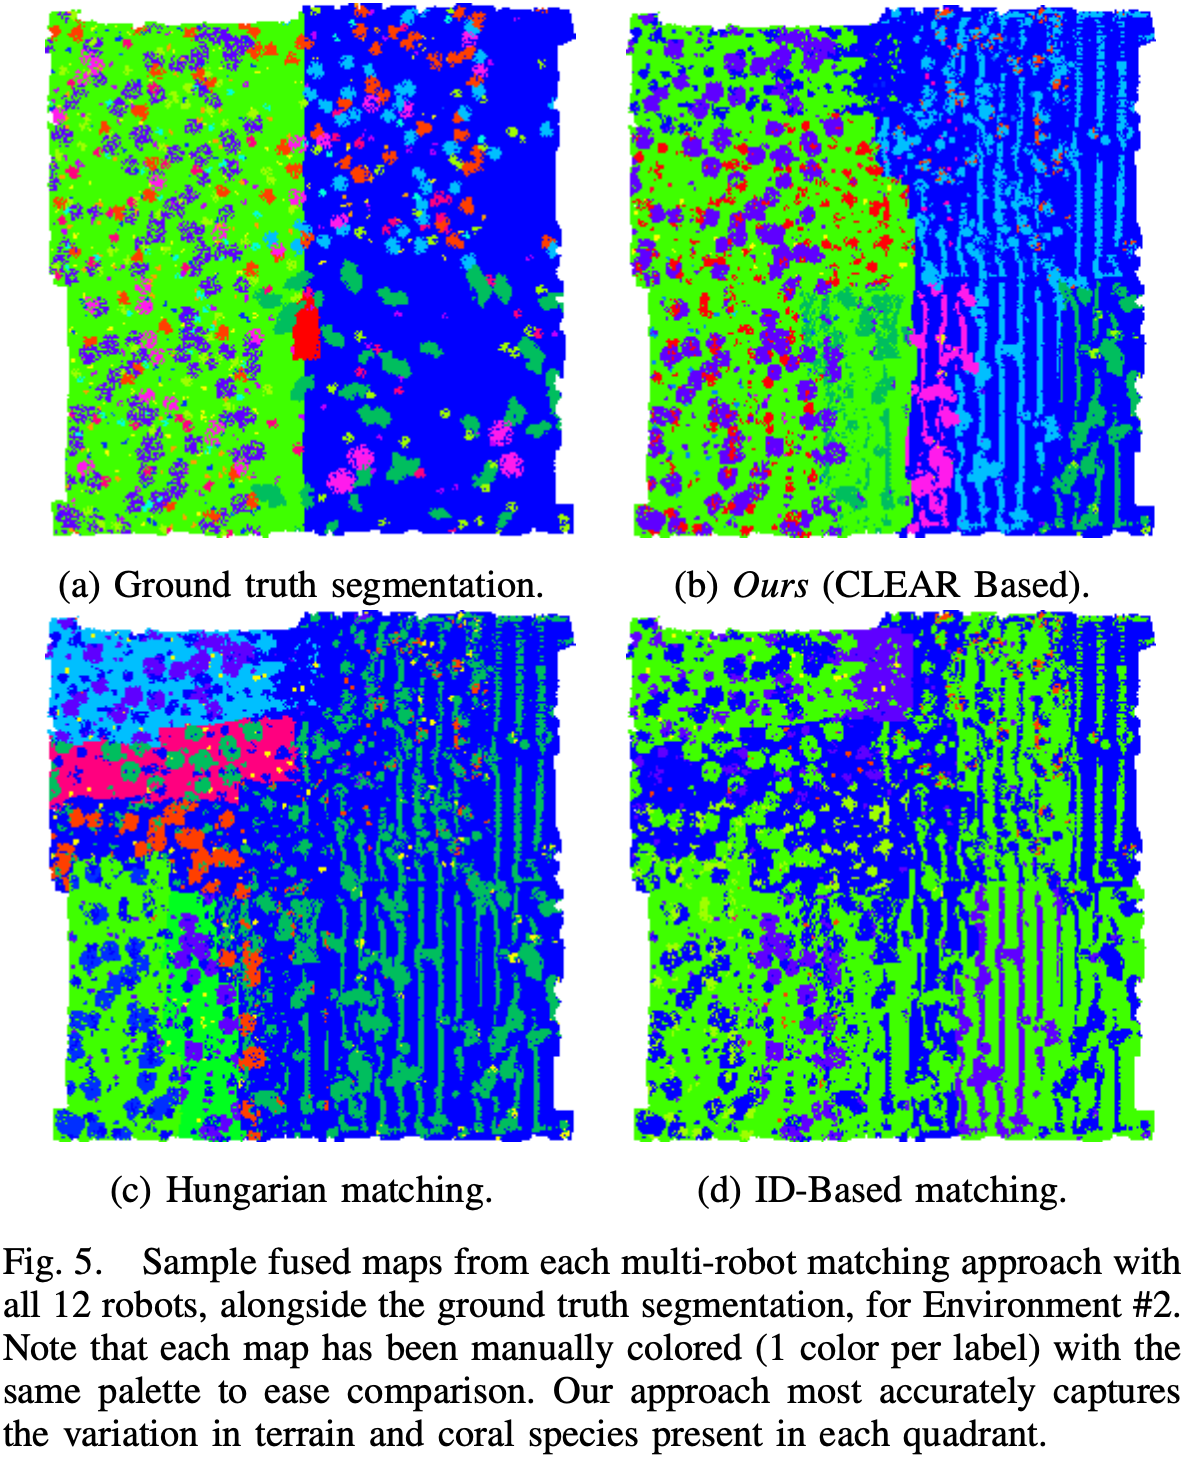 (a) Ground truth segmentation.
(b) Ours (CLEAR Based).
(c) Hungarian matching.
(d) ID-Based matching.
Fig. 5. Sample fused maps from each multi-robot matching approach with
all 12 robots, alongside the ground truth segmentation, for Environment #2.
Note that each map has been manually colored (1 color per label) with the
same palette to ease comparison. Our approach most accurately captures
the variation in terrain and coral species present in each quadrant.